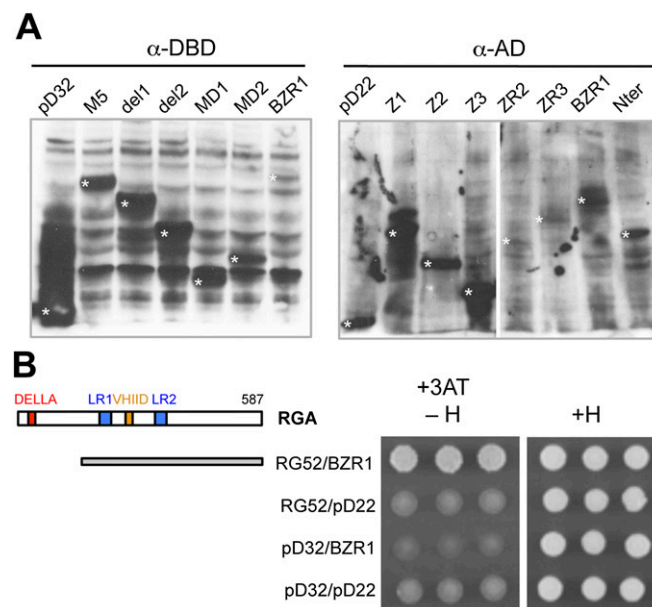 A
α-DBD
α-AD
pD32 M5 del1 del2 MD1 MD2 BZR1
pD22 Z1 Z2 Z3 ZR2 ZR3 BZR1 Nter
* * * * * * *
* * * * * * * *
B
+3AT
– H
+H
DELLA LR1 VHIID LR2 587
RGA
RG52/BZR1
RG52/pD22
pD32/BZR1
pD32/pD22